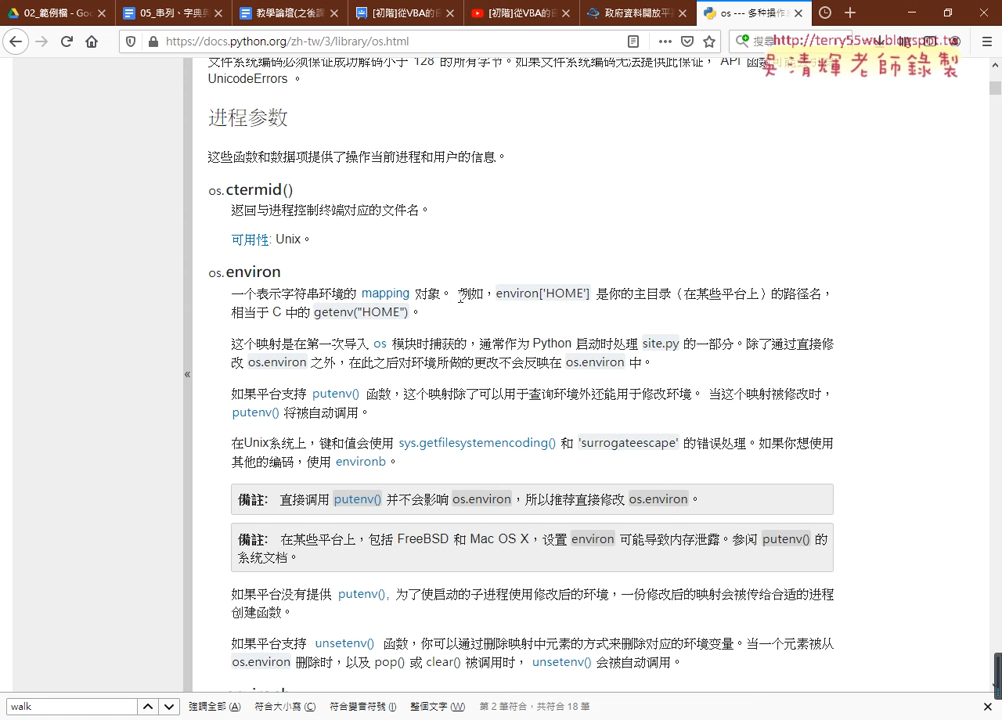 02_範例檔 - Go
05_串列、字典與
教學論壇(之後課
[初階]從VBA的E
[初階]從VBA的E
政府資料開放平
os --- 多种操作
https://docs.python.org/zh-tw/3/library/os.html
http://terry55wu.blogspot.tw
吳清輝老師錄製
文件系统编码必须保证成功解码小于 128 的所有字节。如果文件系统编码无法提供此保证， API 函
UnicodeErrors 。
进程参数
这些函数和数据项提供了操作当前进程和用户的信息。
os.ctermid()
返回与进程控制终端对应的文件名。
可用性: Unix。
os.environ
一个表示字符串环境的 mapping 对象。 例如，environ['HOME'] 是你的主目录（在某些平台上）的路径名，
相当于 C 中的 getenv("HOME")。
这个映射是在第一次导入 os 模块时捕获的，通常作为 Python 启动时处理 site.py 的一部分。除了通过直接修
改 os.environ 之外，在此之后对环境所做的更改不会反映在 os.environ 中。
如果平台支持 putenv() 函数，这个映射除了可以用于查询环境外还能用于修改环境。 当这个映射被修改时，
putenv() 将被自动调用。
在Unix系统上，键和值会使用 sys.getfilesystemencoding() 和 'surrogateescape' 的错误处理。如果你想使用
其他的编码，使用 environb。
備註： 直接调用 putenv() 并不会影响 os.environ，所以推荐直接修改 os.environ。
備註： 在某些平台上，包括 FreeBSD 和 Mac OS X，设置 environ 可能导致内存泄露。参阅 putenv() 的
系统文档。
如果平台没有提供 putenv(), 为了使启动的子进程使用修改后的环境，一份修改后的映射会被传给合适的进程
创建函数。
如果平台支持 unsetenv() 函数，你可以通过删除映射中元素的方式来删除对应的环境变量。当一个元素被从
os.environ 删除时，以及 pop() 或 clear() 被调用时， unsetenv() 会被自动调用。
walk
強調全部 (A)
符合大小寫 (C)
符合變音符號 (I)
整個文字 (W)
第 2 筆符合，共符合 18 筆